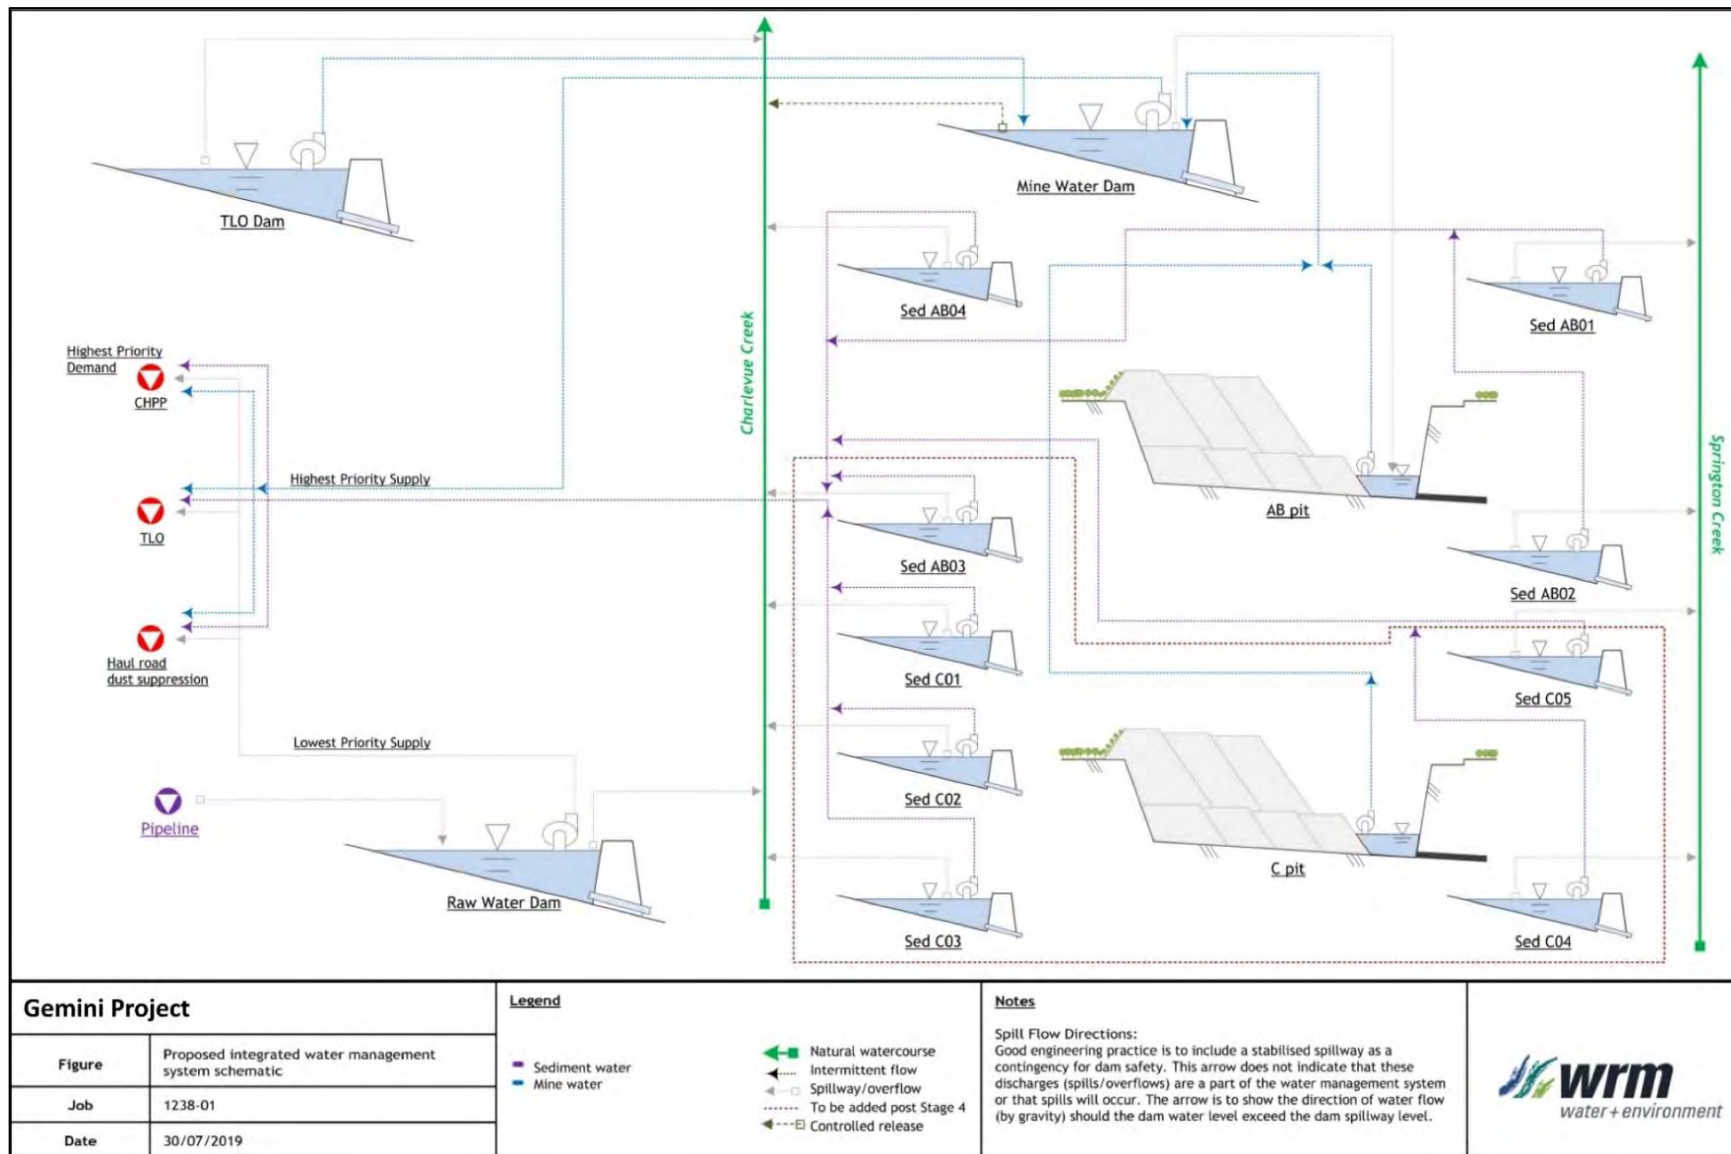 TLO Dam
Mine Water Dam
Sed AB04
Sed AB01
Charlevue Creek
Springton Creek
Highest Priority
Demand
CHPP
Highest Priority Supply
TLO
AB pit
Sed AB03
Sed AB02
Haul road
dust suppression
Sed C01
Sed C05
Lowest Priority Supply
Sed C02
Pipeline
C pit
Raw Water Dam
Sed C03
Sed C04
Gemini Project
Figure
Proposed integrated water management
system schematic
Job
1238-01
Date
30/07/2019
Legend
Sediment water
Mine water
Natural watercourse
Intermittent flow
Spillway/overflow
To be added post Stage 4
Controlled release
Notes
Spill Flow Directions:
Good engineering practice is to include a stabilised spillway as a
contingency for dam safety. This arrow does not indicate that these
discharges (spills/overflows) are a part of the water management system
or that spills will occur. The arrow is to show the direction of water flow
(by gravity) should the dam water level exceed the dam spillway level.
wrm
water+environment